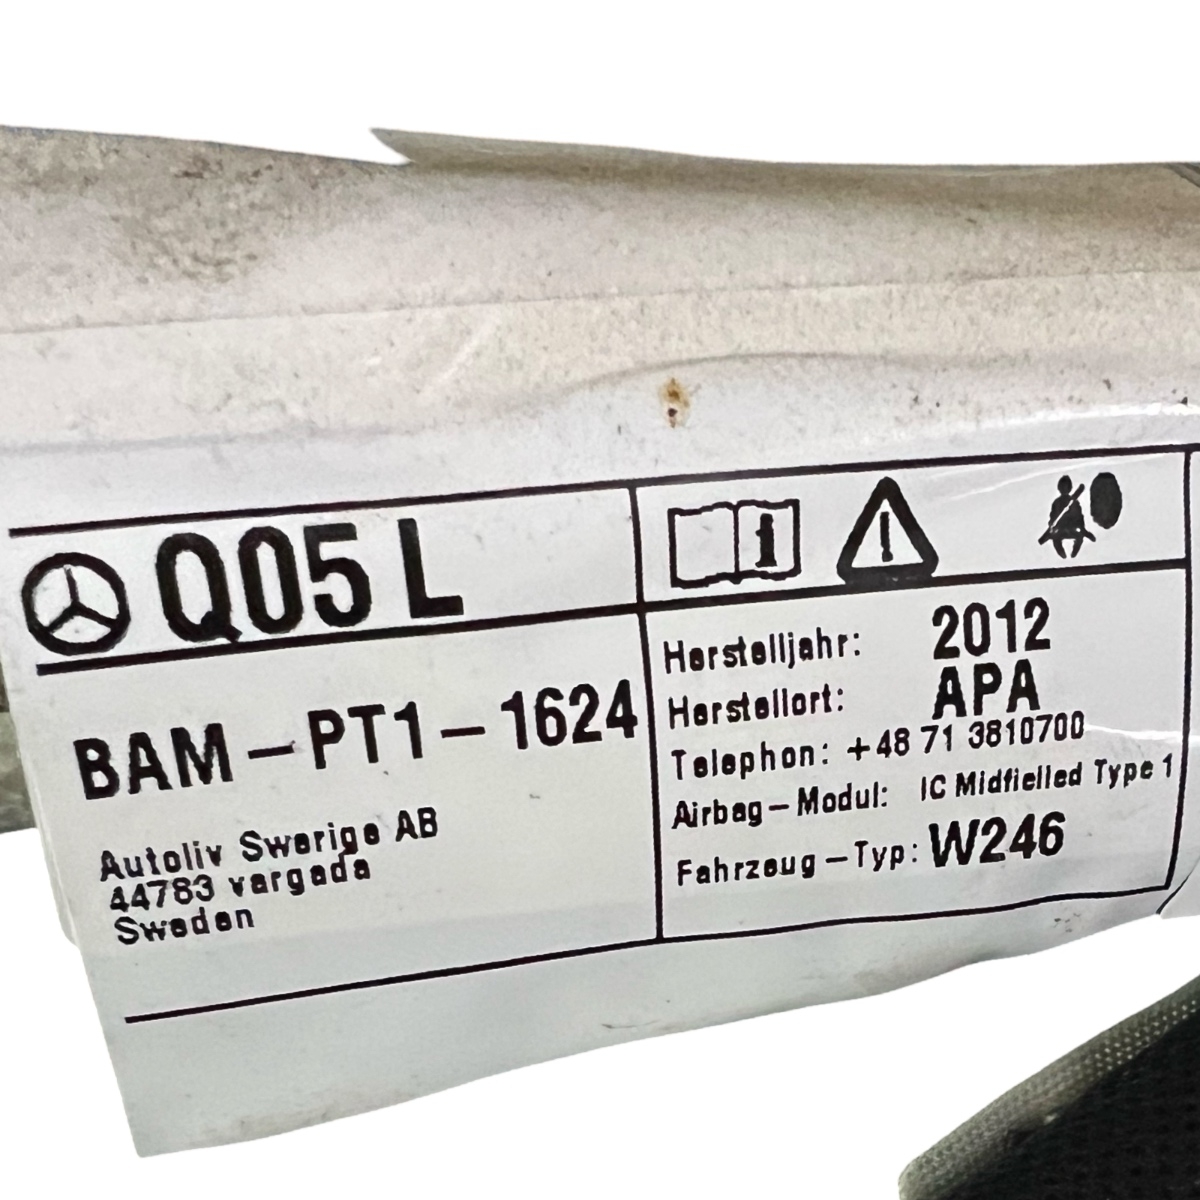 Q05 L
BAM-PT1-1624
Autoliv Swerige AB
44783 vargada
Sweden
Herstelljahr: 2012
Herstellort: APA
Telephon: +48 71 3810700
Airbag-Modul: IC Midfielled Type 1
Fahrzeug-Typ: W246